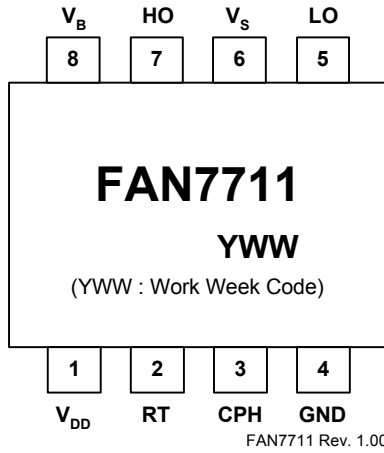 VB HO VS LO
8 7 6 5
FAN7711
YWW
(YWW : Work Week Code)
1 2 3 4
VDD RT CPH GND
FAN7711 Rev. 1.00